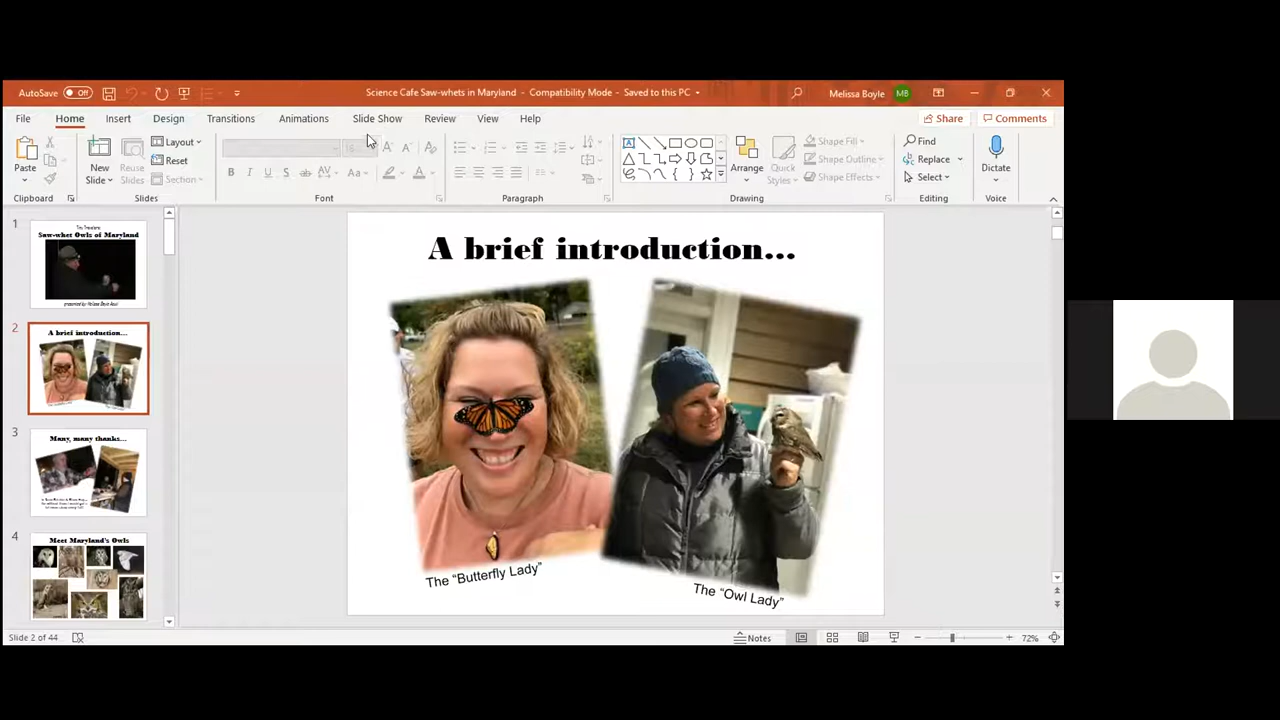 AutoSave Off
Science Cafe Saw-whets in Maryland - Compatibility Mode - Saved to this PC
Melissa Boyle MB
File Home Insert Design Transitions Animations Slide Show Review View Help
Share Comments
Paste
New Slide
Reuse Slides
Layout
Reset
Section
Arrange
Quick Styles
Shape Fill
Shape Outline
Shape Effects
Find
Replace
Select
Dictate
Clipboard Slides Font Paragraph Drawing Editing Voice
1
Saw-whet Owls of Maryland
2
A brief introduction...
3
Many, many thanks...
4
Meet Maryland's Owls
A brief introduction...
The "Butterfly Lady"
The "Owl Lady"
Slide 2 of 44
Notes
72%